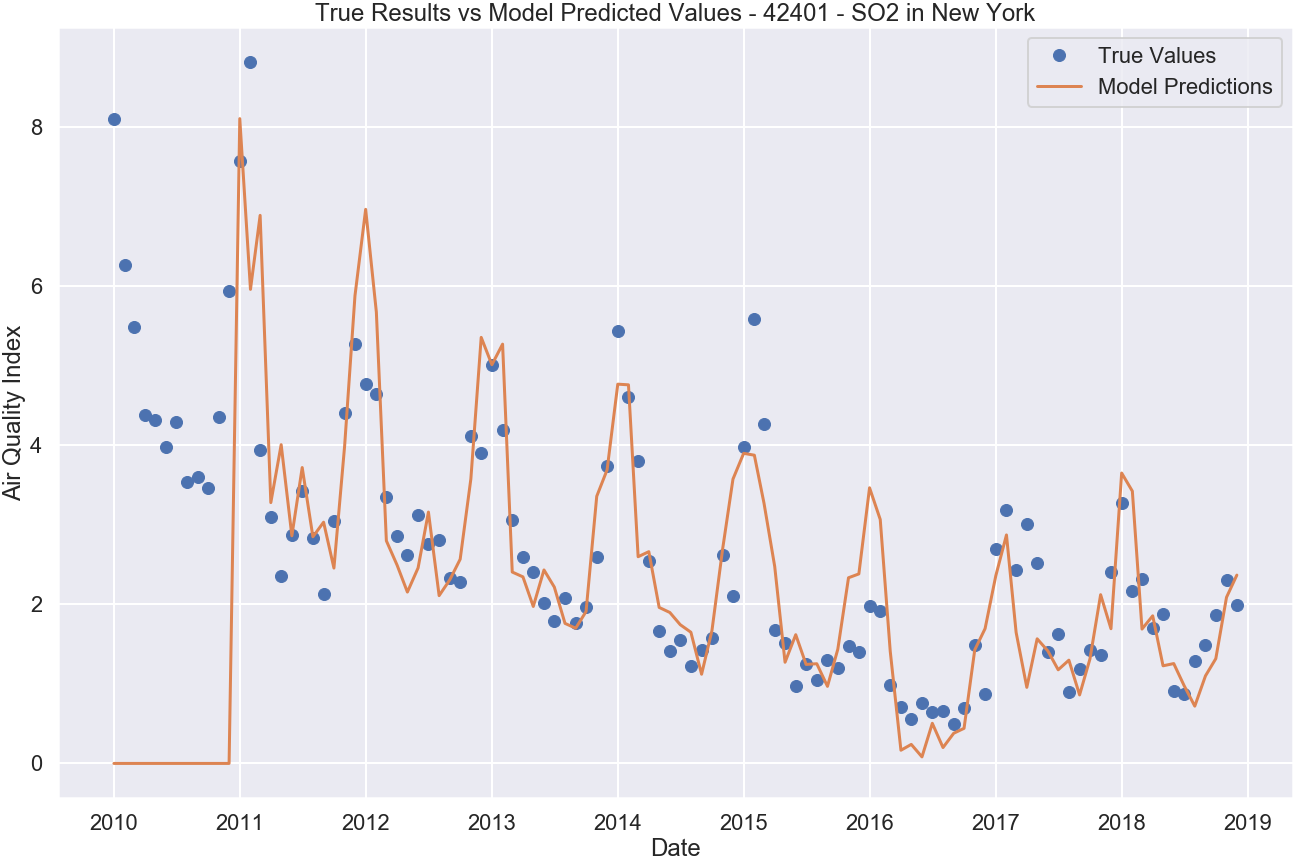 True Results vs Model Predicted Values - 42401 - SO2 in New York
True Values
Model Predictions
Air Quality Index
8
6
4
2
0
2010 2011 2012 2013 2014 2015 2016 2017 2018 2019
Date